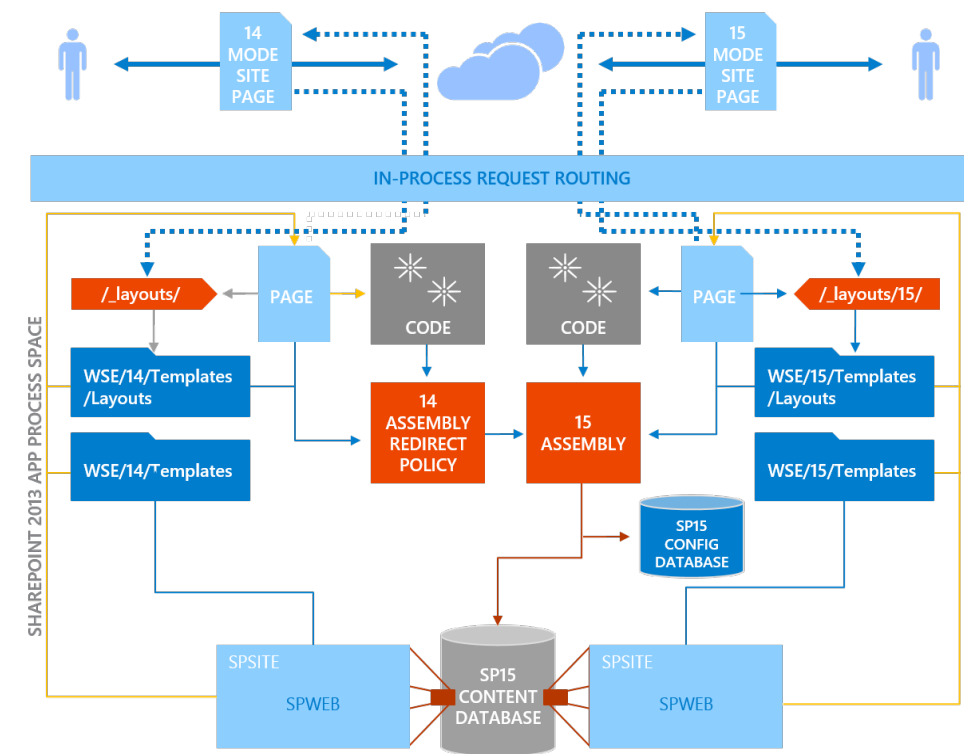 14
MODE
SITE
PAGE
15
MODE
SITE
PAGE
IN-PROCESS REQUEST ROUTING
SHAREPOINT 2013 APP PROCESS SPACE
/_layouts/
PAGE
CODE
CODE
PAGE
/_layouts/15/
WSE/14/Templates
/Layouts
14
ASSEMBLY
REDIRECT
POLICY
15
ASSEMBLY
WSE/15/Templates
/Layouts
WSE/14/Templates
WSE/15/Templates
SP15
CONFIG
DATABASE
SPSITE
SPWEB
SP15
CONTENT
DATABASE
SPSITE
SPWEB